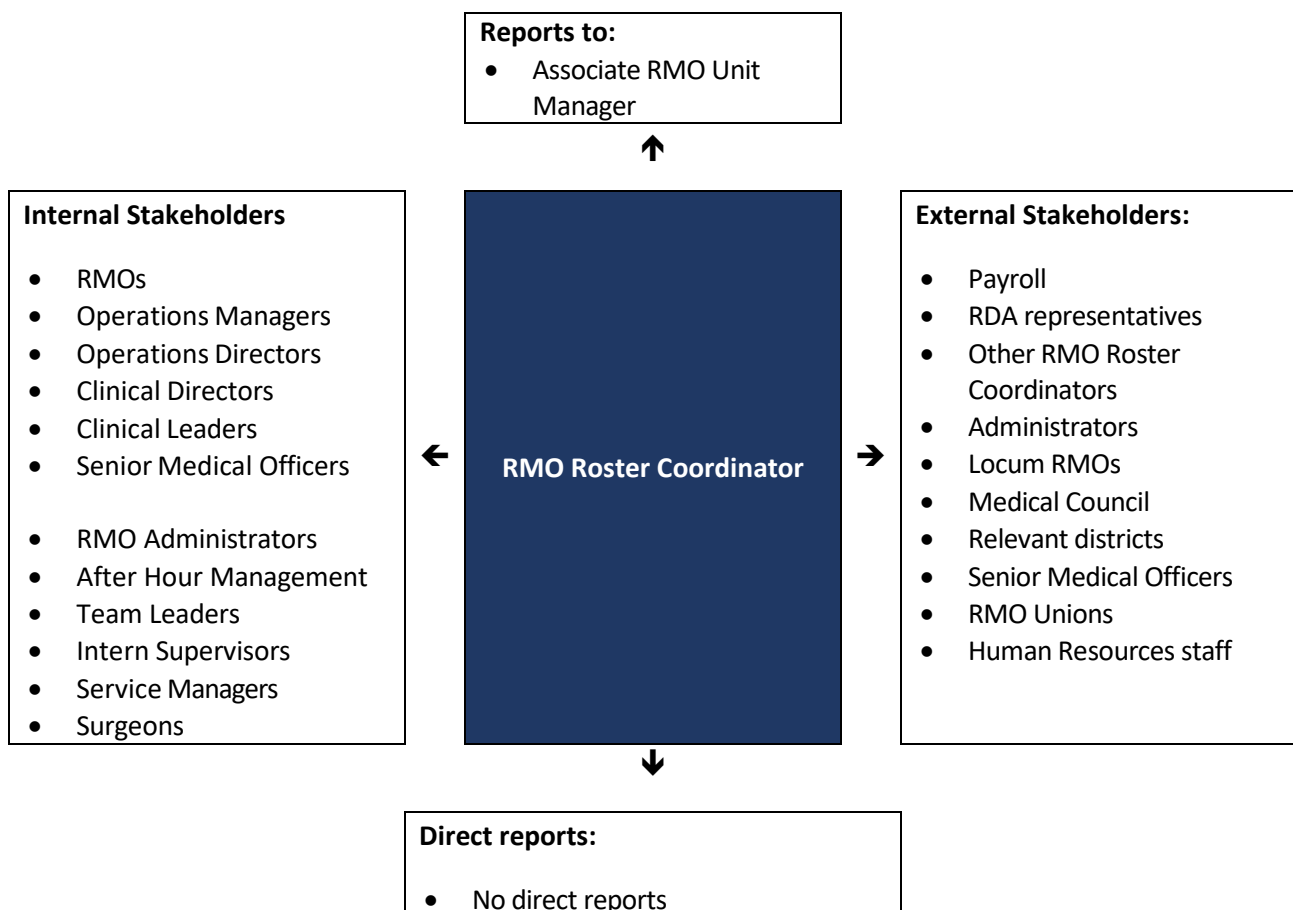 Reports to:
• Associate RMO Unit
Manager
Internal Stakeholders
• RMOs
• Operations Managers
• Operations Directors
• Clinical Directors
• Clinical Leaders
• Senior Medical Officers
• RMO Administrators
• After Hour Management
• Team Leaders
• Intern Supervisors
• Service Managers
• Surgeons
RMO Roster Coordinator
External Stakeholders:
• Payroll
• RDA representatives
• Other RMO Roster
Coordinators
• Administrators
• Locum RMOs
• Medical Council
• Relevant districts
• Senior Medical Officers
• RMO Unions
• Human Resources staff
Direct reports:
• No direct reports